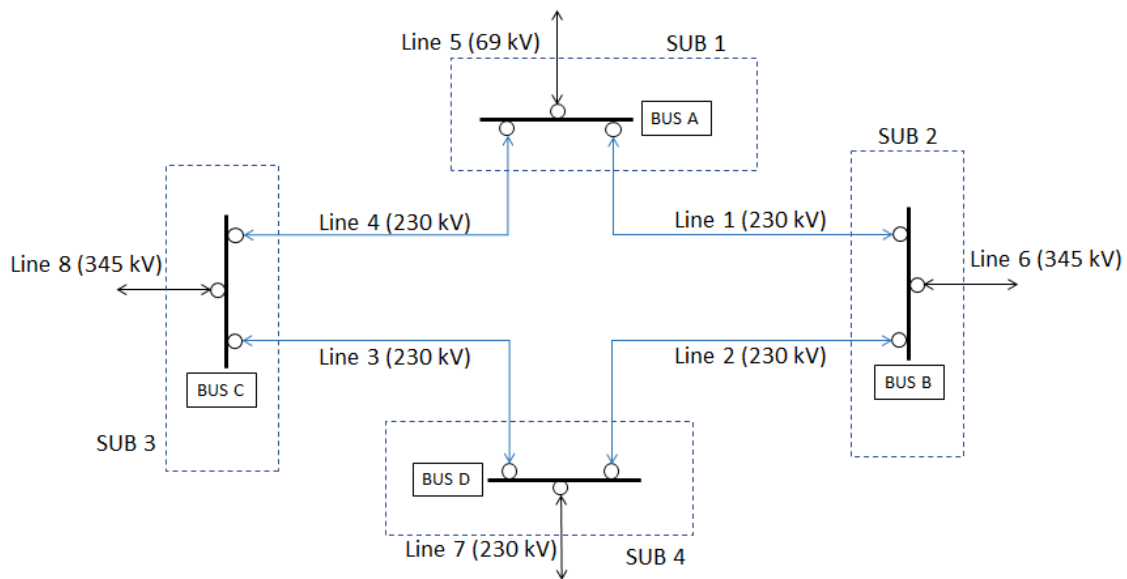 Line 5 (69 kV)
SUB 1
BUS A
SUB 2
Line 4 (230 kV)
Line 1 (230 kV)
Line 8 (345 kV)
Line 6 (345 kV)
Line 3 (230 kV)
Line 2 (230 kV)
BUS C
BUS B
SUB 3
BUS D
Line 7 (230 kV)
SUB 4